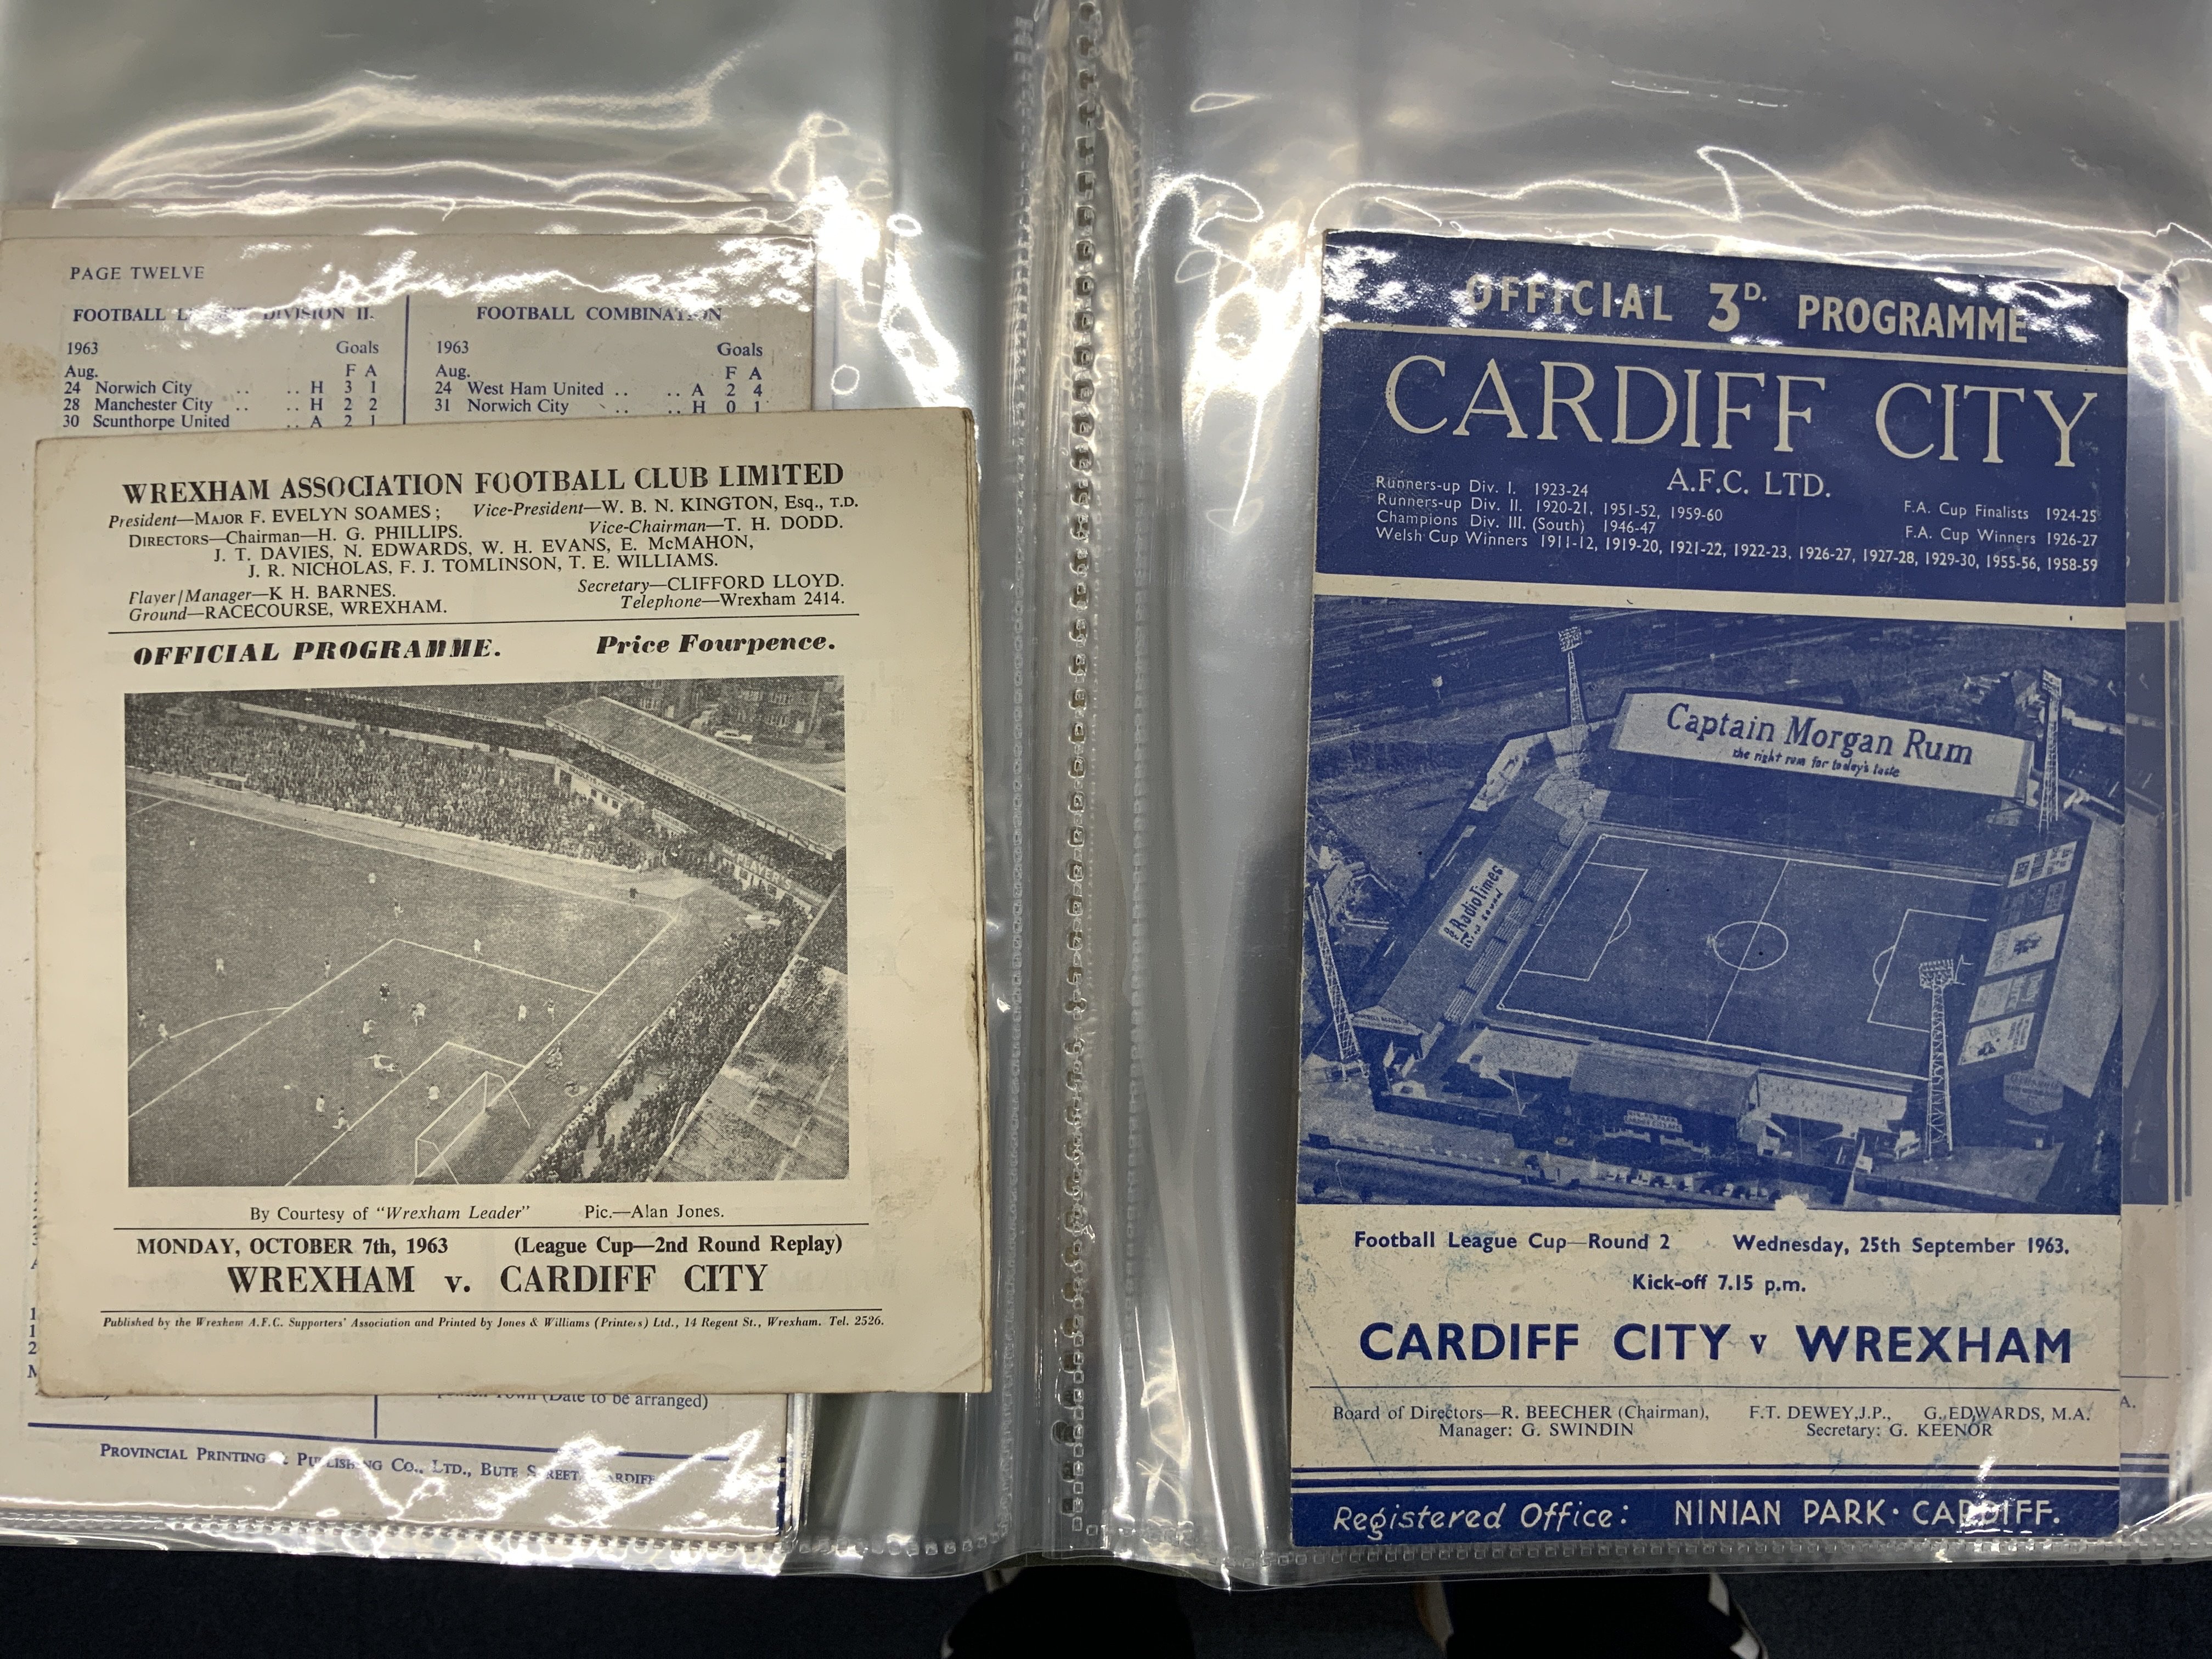 PAGE TWELVE
FOOTBALL DIVISION II.
1963 Goals
Aug. F A
24 Norwich City .. .. H 3 1
28 Manchester City .. .. H 2 2
30 Scunthorpe United .. A 2 1
FOOTBALL COMBINATION
1963 Goals
Aug. F A
24 West Ham United .. .. A 2 4
31 Norwich City .. .. H 0 1
WREXHAM ASSOCIATION FOOTBALL CLUB LIMITED
President—MAJOR F. EVELYN SOAMES; Vice-President—W. B. N. KINGTON, Esq., T.D.
DIRECTORS—Chairman—H. G. PHILLIPS. Vice-Chairman—T. H. DODD.
J. T. DAVIES, N. EDWARDS, W. H. EVANS, E. McMAHON,
J. R. NICHOLAS, F. J. TOMLINSON, T. E. WILLIAMS.
Flayer/Manager—K H. BARNES. Secretary—CLIFFORD LLOYD.
Ground—RACECOURSE, WREXHAM. Telephone—Wrexham 2414.
OFFICIAL PROGRAMME. Price Fourpence.
By Courtesy of "Wrexham Leader" Pic.—Alan Jones.
MONDAY, OCTOBER 7th, 1963 (League Cup—2nd Round Replay)
WREXHAM v. CARDIFF CITY
Published by the Wrexham A.F.C. Supporters' Association and Printed by Jones & Williams (Printers) Ltd., 14 Regent St., Wrexham. Tel. 2526.
Town (Date to be arranged)
PROVINCIAL PRINTING & PUBLISHING CO., LTD., BUTE STREET, CARDIFF
OFFICIAL 3D. PROGRAMME
CARDIFF CITY
A.F.C. LTD.
Runners-up Div. I. 1923-24
Runners-up Div. II. 1920-21, 1951-52, 1959-60
Champions Div. III. (South) 1946-47
F.A. Cup Finalists 1924-25
F.A. Cup Winners 1926-27
Welsh Cup Winners 1911-12, 1919-20, 1921-22, 1922-23, 1926-27, 1927-28, 1929-30, 1955-56, 1958-59
Captain Morgan Rum
the right rum for today's taste
Radio Times
Football League Cup—Round 2 Wednesday, 25th September 1963.
Kick-off 7.15 p.m.
CARDIFF CITY v WREXHAM
Board of Directors—R. BEECHER (Chairman), F.T. DEWEY, J.P., G. EDWARDS, M.A.
Manager: G. SWINDIN Secretary: G. KEENOR
Registered Office: NINIAN PARK · CARDIFF.